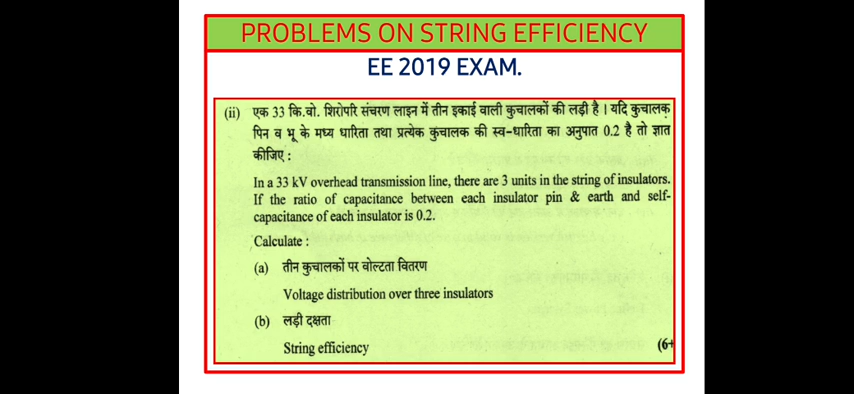 PROBLEMS ON STRING EFFICIENCY
EE 2019 EXAM.
(ii) एक 33 कि.वो. शिरोपरि संचरण लाइन में तीन इकाई वाली कुचालकों की लड़ी है । यदि कुचालक
पिन व भू के मध्य धारिता तथा प्रत्येक कुचालक की स्व-धारिता का अनुपात 0.2 है तो ज्ञात
कीजिए :
In a 33 kV overhead transmission line, there are 3 units in the string of insulators.
If the ratio of capacitance between each insulator pin & earth and self-
capacitance of each insulator is 0.2.
Calculate :
(a) तीन कुचालकों पर वोल्टता वितरण
Voltage distribution over three insulators
(b) लड़ी दक्षता
String efficiency (6+